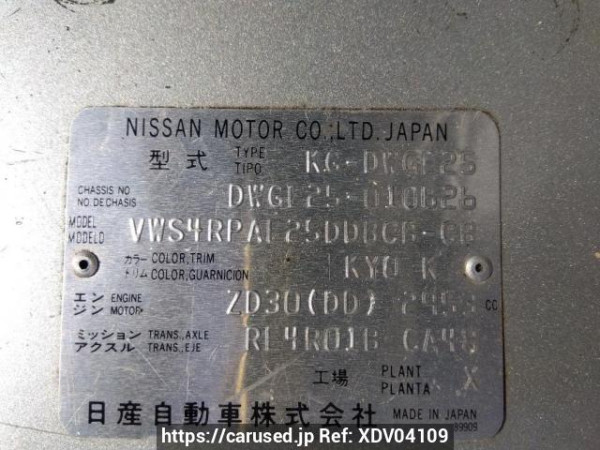 NISSAN MOTOR CO.,LTD.JAPAN
型式 TYPE TIPO KG-DWGE25
CHASSIS NO
NO.DE CHASIS DWGE25-010626
MODEL
MODELO
カラー COLOR,TRIM
トリム COLOR,GUARNICION KY0 K
エンジン ENGINE MOTOR ZD30(DD) 2953 cc
ミッション TRANS.,AXLE
アクスル TRANS.,EJE RE4R01B CA48
工場 PLANT PLANTA X
日産自動車株式会社 MADE IN JAPAN
89909
https://carused.jp Ref: XDV04109